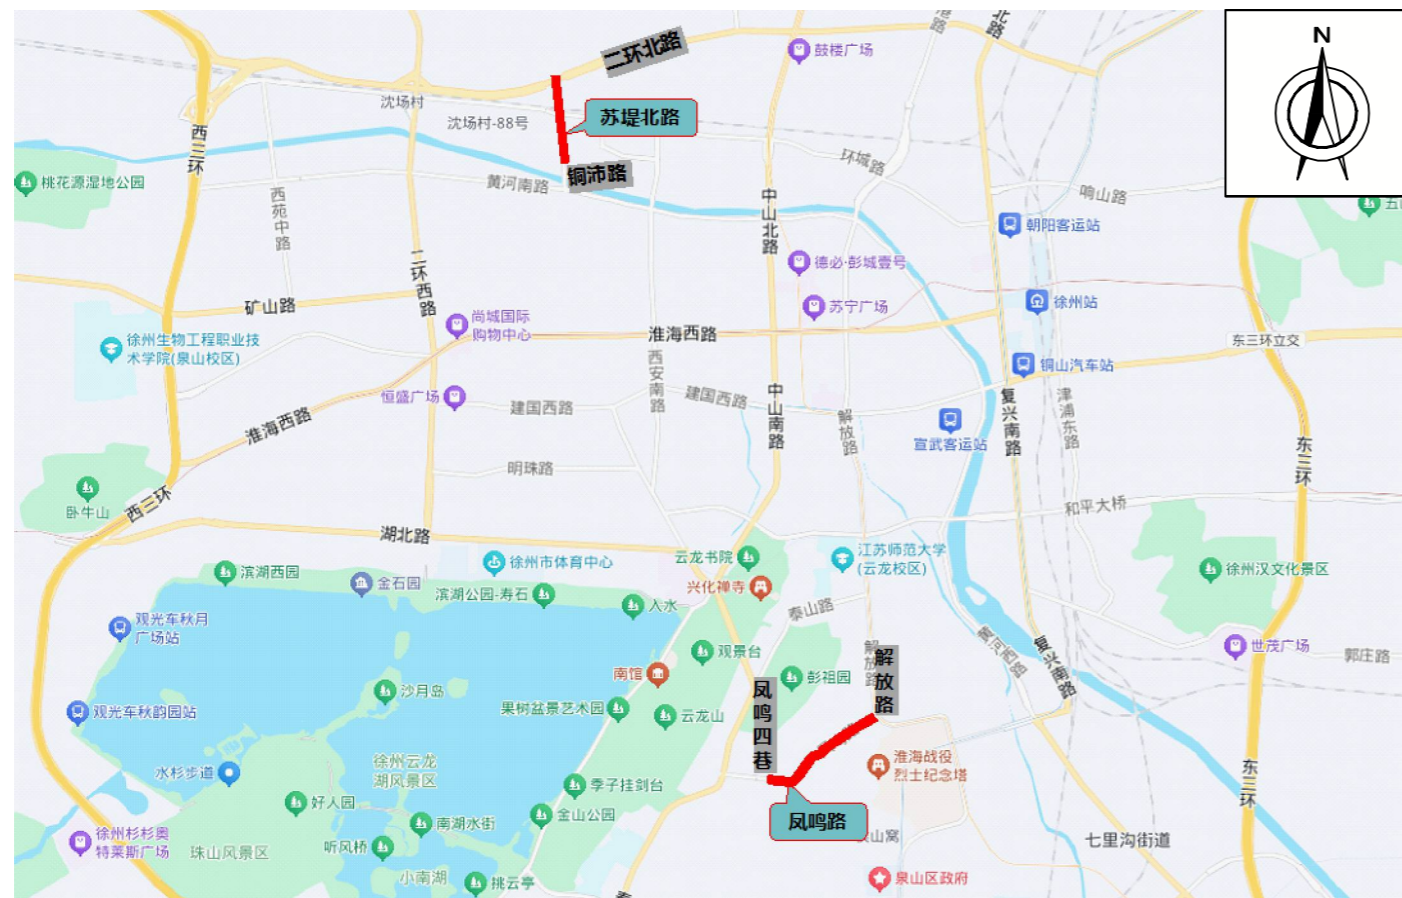 N
二环北路
鼓楼广场
沈场村
沈场村-88号
苏堤北路
铜沛路
西三环
桃花源湿地公园
西苑中路
黄河南路
环城路
响山路
中山北路
朝阳客运站
二环西路
德必·彭城壹号
矿山路
尚城国际
购物中心
苏宁广场
徐州站
淮海西路
徐州生物工程职业技
术学院(泉山校区)
西安南路
东三环立交
铜山汽车站
恒盛广场
建国西路
建国西路
中山南路
解放路
复兴南路
津浦东路
淮海西路
宣武客运站
东三环
明珠路
卧牛山
西三环
和平大桥
湖北路
徐州市体育中心
云龙书院
江苏师范大学
(云龙校区)
徐州汉文化景区
滨湖西园
金石园
滨湖公园-寿石
兴化禅寺
入水
泰山路
观光车秋月
广场站
观景台
解放路
解放路
黄河西路
复兴南路
世茂广场
郭庄路
南馆
彭祖园
沙月岛
凤鸣四巷
观光车秋韵园站
果树盆景艺术园
云龙山
水杉步道
徐州云龙
湖风景区
淮海战役
烈士纪念塔
季子挂剑台
东三环
好人园
金山公园
南湖水街
凤鸣路
七里沟街道
徐州杉杉奥
特莱斯广场
珠山风景区
听风桥
小南湖
挑云亭
泉山区政府